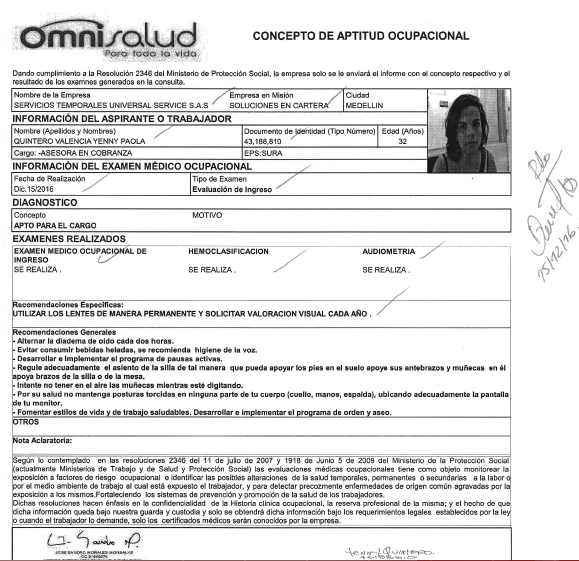 Omnisalud
Para toda la vida
CONCEPTO DE APTITUD OCUPACIONAL
Dando cumplimiento a la Resolución 2346 del Ministerio de Protección Social, la empresa solo se le enviará el informe con el concepto respectivo y el
resultado de los examnes generados en la consulta.
Nombre de la Empresa Empresa en Misión Ciudad
SERVICIOS TEMPORALES UNIVERSAL SERVICE S.A.S SOLUCIONES EN CARTERA MEDELLIN
INFORMACIÓN DEL ASPIRANTE O TRABAJADOR
Nombre (Apellidos y Nombres) Documento de Identidad (Tipo Número) Edad (Años)
QUINTERO VALENCIA YENNY PAOLA 43,188,810 32
Cargo: -ASESORA EN COBRANZA EPS:SURA
INFORMACIÓN DEL EXAMEN MÉDICO OCUPACIONAL
Fecha de Realización Tipo de Examen
Dic.15/2016 Evaluación de Ingreso
DIAGNOSTICO
Concepto MOTIVO
APTO PARA EL CARGO
EXAMENES REALIZADOS
EXAMEN MEDICO OCUPACIONAL DE HEMOCLASIFICACION AUDIOMETRIA
INGRESO
SE REALIZA . SE REALIZA . SE REALIZA .
Recomendaciones Especificas:
UTILIZAR LOS LENTES DE MANERA PERMANENTE Y SOLICITAR VALORACION VISUAL CADA AÑO .
Recomendaciones Generales
- Alternar la diadema de oído cada dos horas.
- Evitar consumir bebidas heladas, se recomienda higiene de la voz.
- Desarrollar e implementar el programa de pausas activas.
- Regule adecuadamente el asiento de la silla de tal manera que pueda apoyar los pies en el suelo apoye sus antebrazos y muñecas en él
apoya brazos de la silla o de la mesa.
- Intente no tener en el aire las muñecas mientras esté digitando.
- Por su salud no mantenga posturas torcidas en ninguna parte de tu cuerpo (cuello, manos, espalda), ubicando adecuadamente la pantalla
de tu monitor.
- Fomentar estilos de vida y de trabajo saludables. Desarrollar e implementar el programa de orden y aseo.
OTROS
Nota Aclaratoria:
Según lo contemplado en las resoluciones 2346 del 11 de julio de 2007 y 1918 de Junio 5 de 2009 del Ministerio de la Protección Social
(actualmente Ministerios de Trabajo y de Salud y Protección Social) las evaluaciones médicas ocupacionales tiene como objeto monitorear la
exposición a factores de riesgo ocupacional e identificar las posibles alteraciones de la salud temporales, permanentes o secundarias a la labor o
por el medio ambiente de trabajo al cual está expuesto el trabajador, y para detectar precozmente enfermedades de origen común agravadas por la
exposición a los mismos.Fortaleciendo los sistemas de prevención y promoción de la salud de los trabajadores.
Dichas resoluciones hacen énfasis en la confidencialidad de la Historia clínica ocupacional, la reserva profesional de la misma; y el hecho de que
dicha información queda bajo nuestra guarda y custodia y solo se obtendrá dicha información bajo los requerimientos legales establecidos por la ley
o cuando el trabajador lo demande, solo los certificados médicos serán conocidos por la empresa.